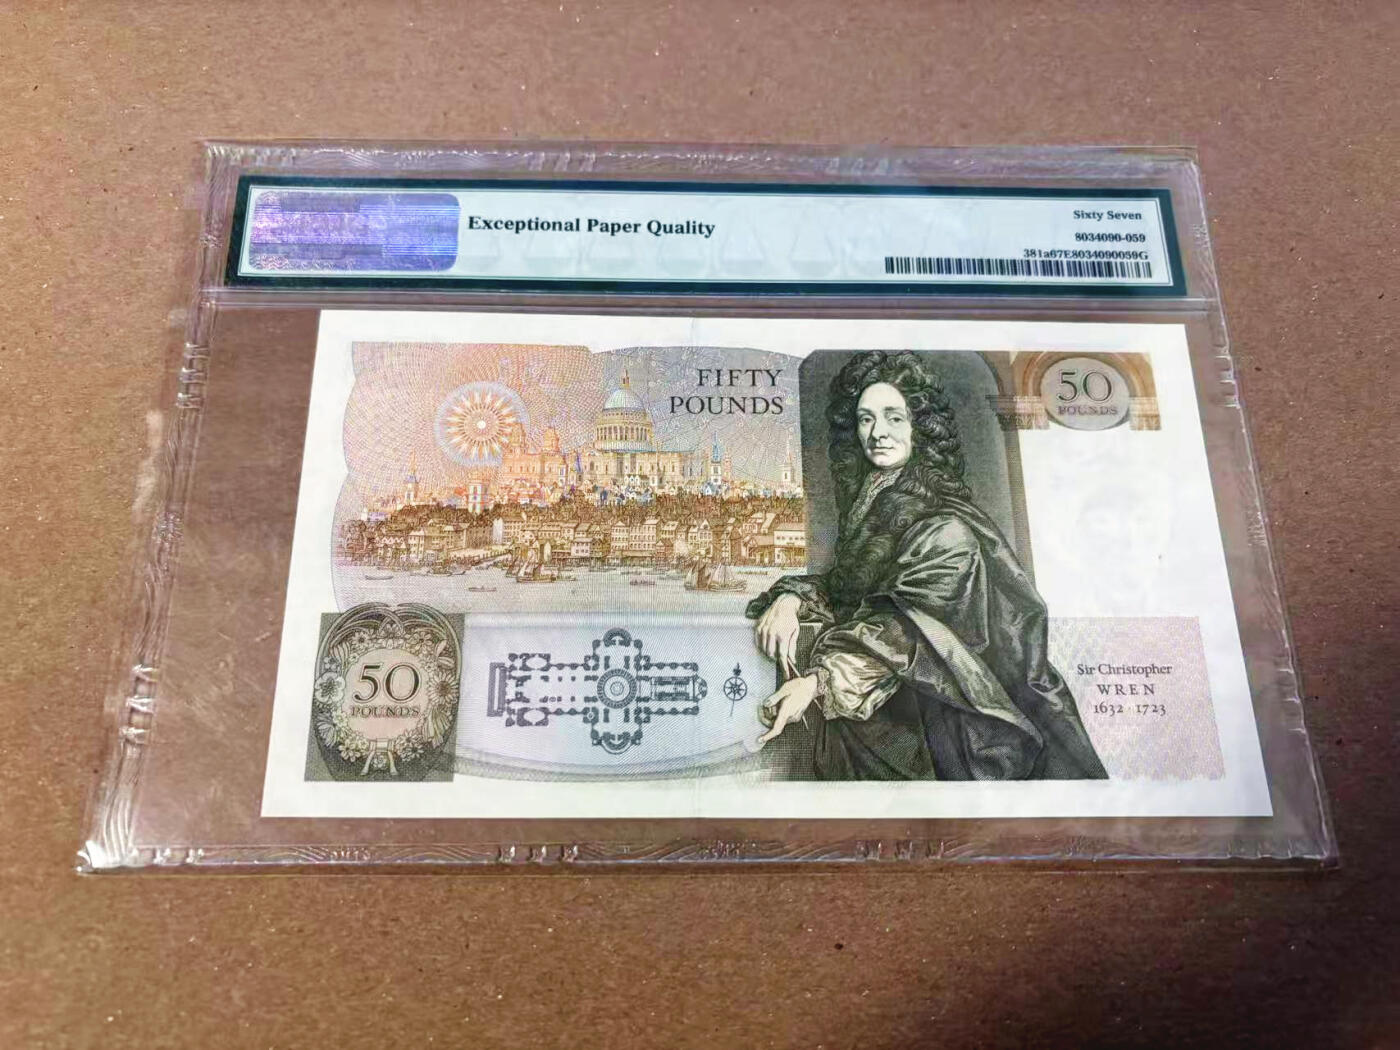 Exceptional Paper Quality
Sixty Seven
8034090-059
381a67E8034090059G
FIFTY
POUNDS
50
POUNDS
50
POUNDS
Sir Christopher
WREN
1632 · 1723